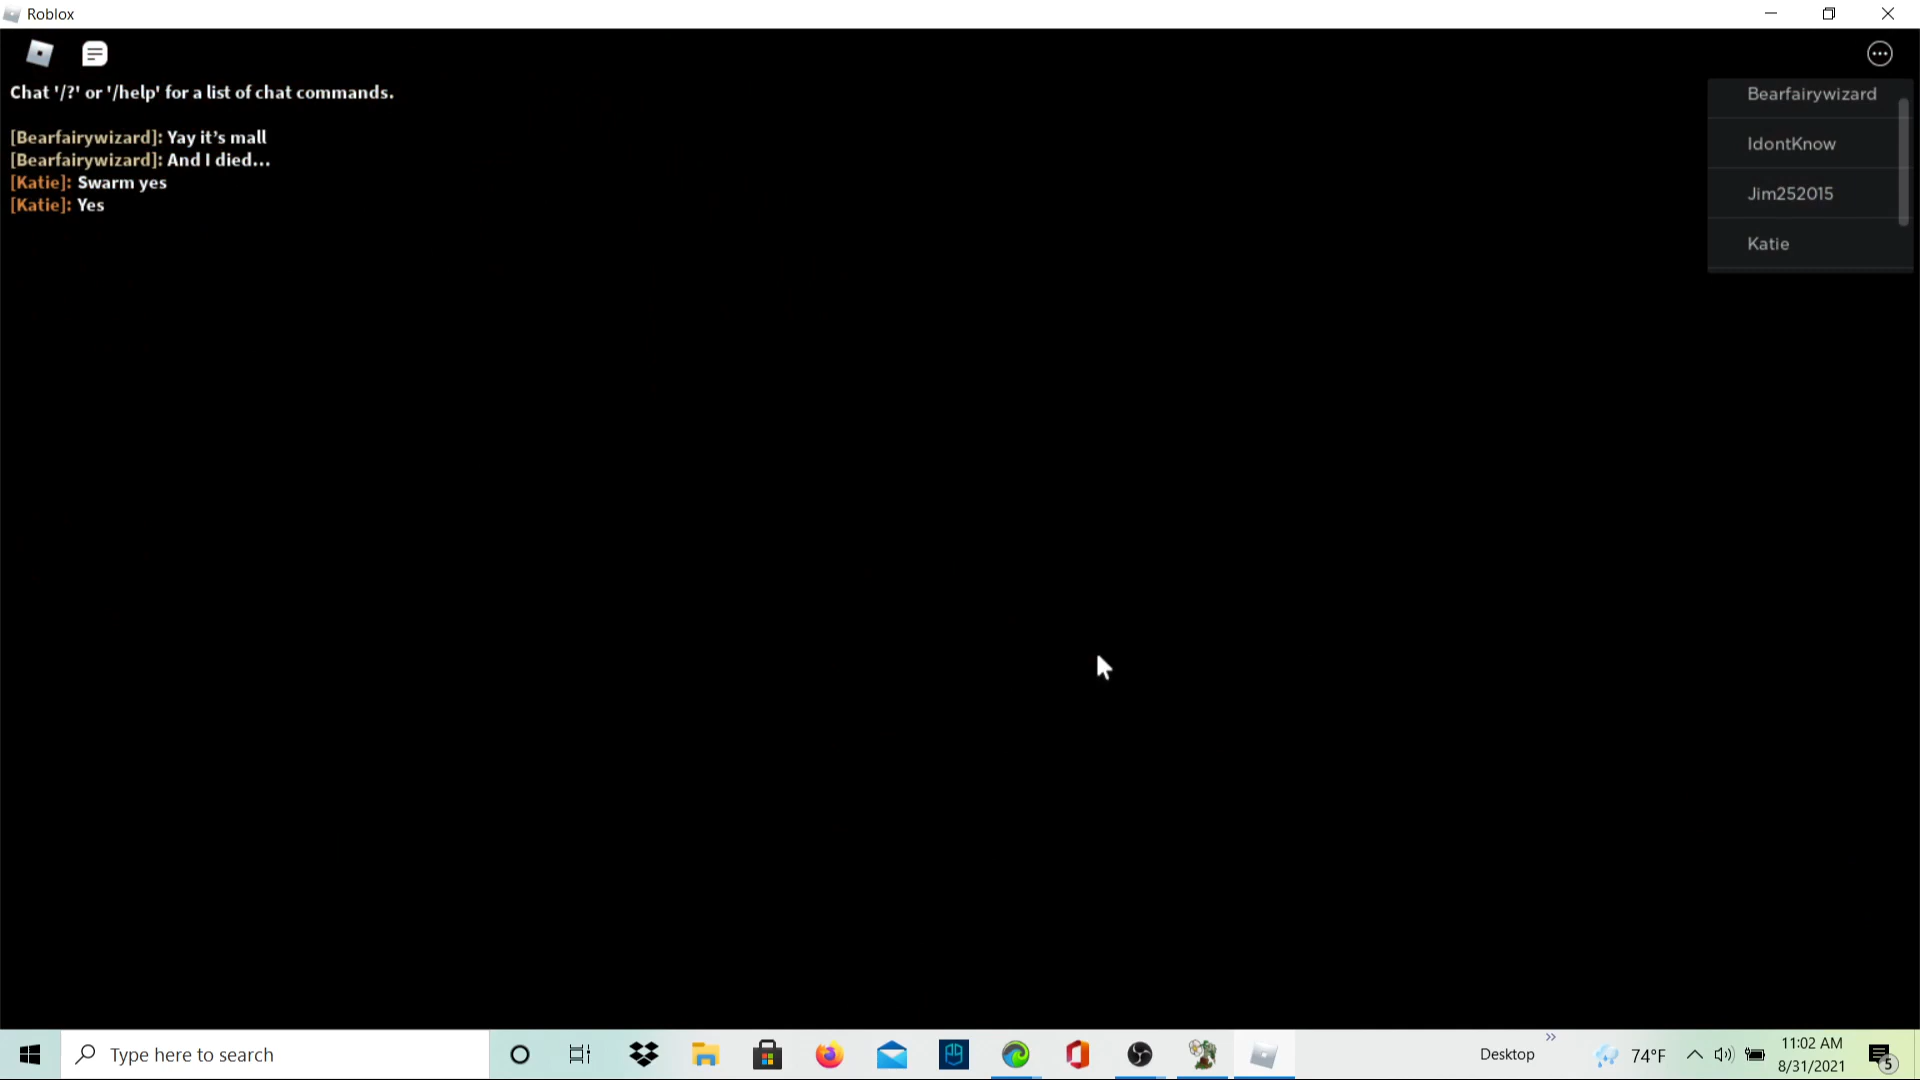 Roblox
Chat '/?' or '/help' for a list of chat commands.
[Bearfairywizard]: Yay it's mall
[Bearfairywizard]: And I died...
[Katie]: Swarm yes
[Katie]: Yes
Bearfairywizard
IdontKnow
Jim252015
Katie
Type here to search
Desktop
74°F
11:02 AM
8/31/2021
5